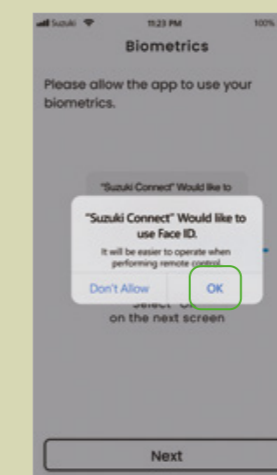 Suzuki 11:23 PM 100%
Biometrics
Please allow the app to use your
biometrics.
"Suzuki Connect" Would like to
"Suzuki Connect" Would like to
use Face ID.
It will be easier to operate when
performing remote control.
Don't Allow OK
on the next screen
Next